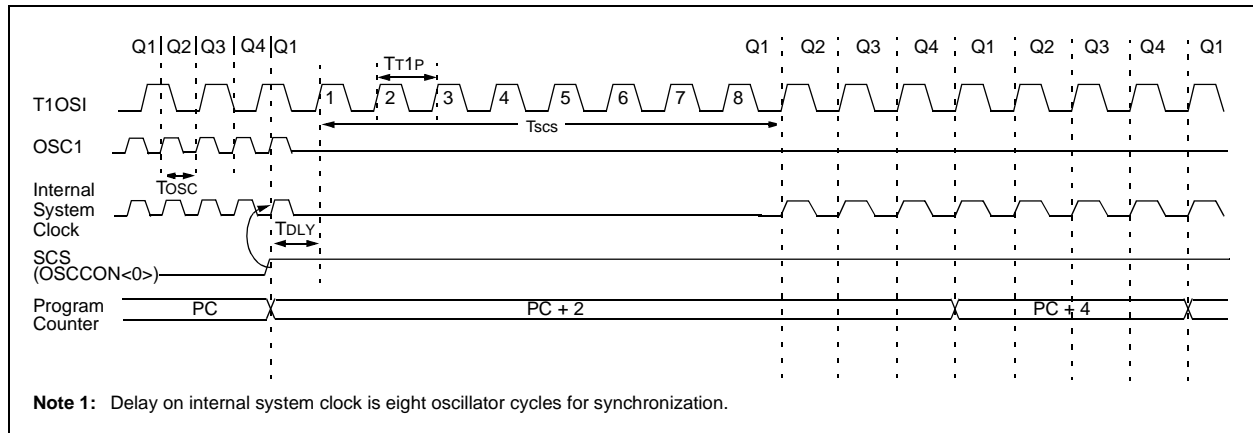 Q1 Q2 Q3 Q4 Q1 Q1 Q2 Q3 Q4 Q1 Q2 Q3 Q4 Q1
TT1P
T1OSI 1 2 3 4 5 6 7 8
TSCS
OSC1
TOSC
Internal
System
Clock
TDLY
SCS
(OSCCON<0>)
Program
Counter
PC PC + 2 PC + 4
Note 1: Delay on internal system clock is eight oscillator cycles for synchronization.